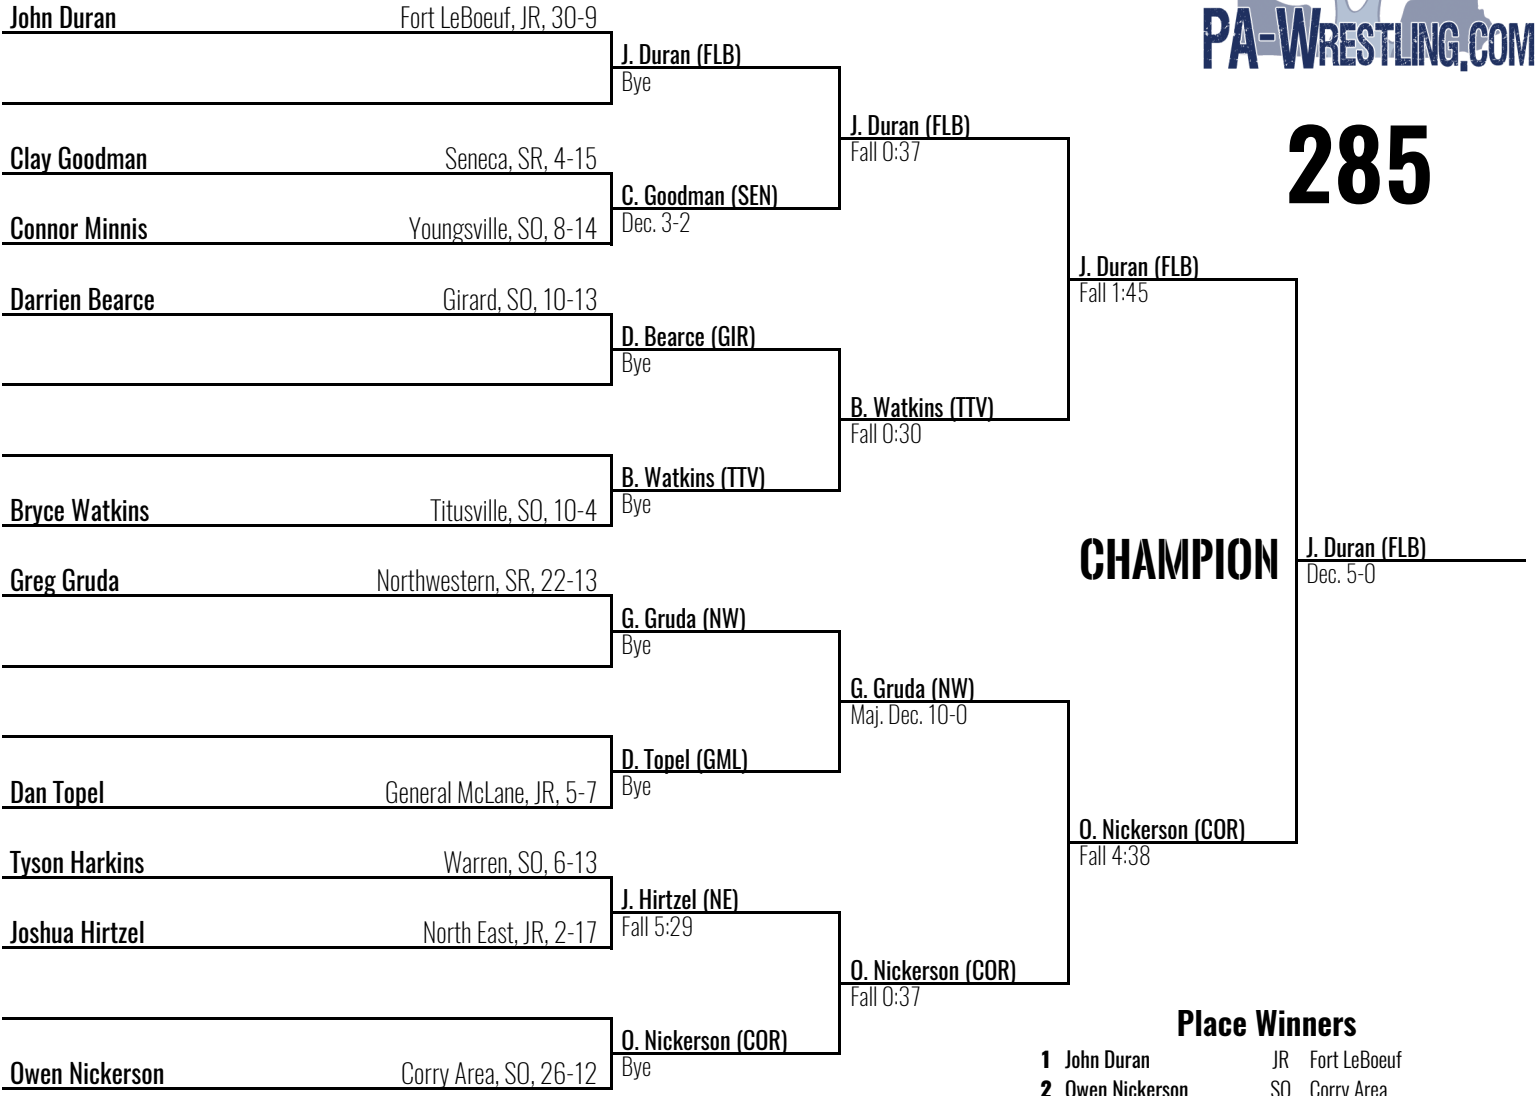 John Duran Fort LeBoeuf, JR, 30-9
J. Duran (FLB)
Bye
PA-WRESTLING.COM
285
J. Duran (FLB)
Fall 0:37
Clay Goodman Seneca, SR, 4-15
C. Goodman (SEN)
Dec. 3-2
Connor Minnis Youngsville, SO, 8-14
J. Duran (FLB)
Fall 1:45
Darrien Bearce Girard, SO, 10-13
D. Bearce (GIR)
Bye
B. Watkins (TTV)
Fall 0:30
B. Watkins (TTV)
Bye
Bryce Watkins Titusville, SO, 10-4
CHAMPION
J. Duran (FLB)
Dec. 5-0
Greg Gruda Northwestern, SR, 22-13
G. Gruda (NW)
Bye
G. Gruda (NW)
Maj. Dec. 10-0
D. Topel (GML)
Bye
Dan Topel General McLane, JR, 5-7
O. Nickerson (COR)
Fall 4:38
Tyson Harkins Warren, SO, 6-13
J. Hirtzel (NE)
Fall 5:29
Joshua Hirtzel North East, JR, 2-17
O. Nickerson (COR)
Fall 0:37
O. Nickerson (COR)
Bye
Owen Nickerson Corry Area, SO, 26-12
Place Winners
1 John Duran JR Fort LeBoeuf
2 Owen Nickerson SO Corry Area